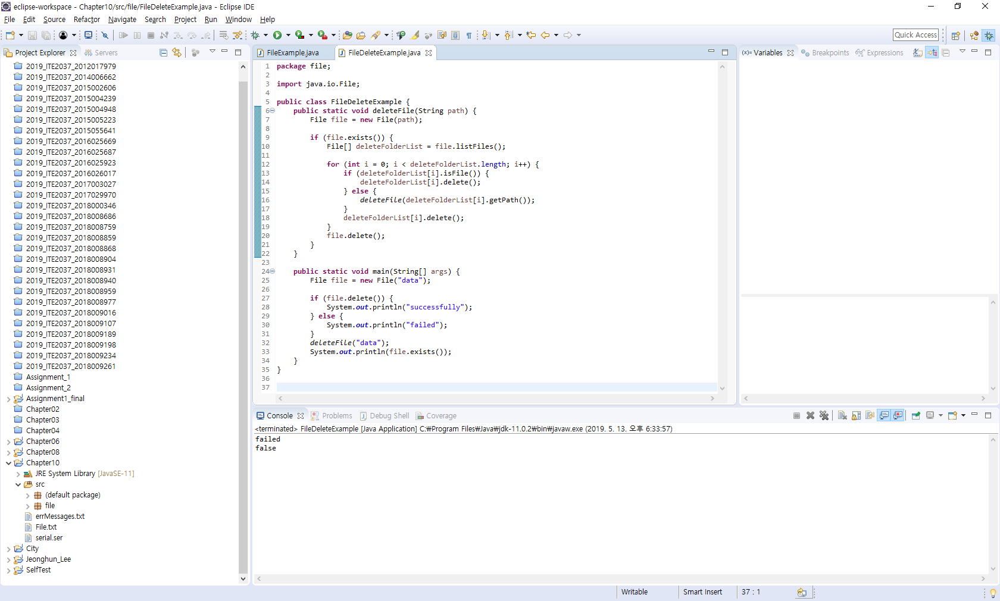 eclipse-workspace - Chapter10/src/file/FileDeleteExample.java - Eclipse IDE
File Edit Source Refactor Navigate Search Project Run Window Help
Quick Access
Project Explorer Servers
2019_ITE2037_2012017979
2019_ITE2037_2014006662
2019_ITE2037_2015002606
2019_ITE2037_2015004239
2019_ITE2037_2015004948
2019_ITE2037_2015005223
2019_ITE2037_2015055641
2019_ITE2037_2016025669
2019_ITE2037_2016025687
2019_ITE2037_2016025923
2019_ITE2037_2016026017
2019_ITE2037_2017003027
2019_ITE2037_2017029970
2019_ITE2037_2018000346
2019_ITE2037_2018008686
2019_ITE2037_2018008759
2019_ITE2037_2018008859
2019_ITE2037_2018008868
2019_ITE2037_2018008904
2019_ITE2037_2018008931
2019_ITE2037_2018008940
2019_ITE2037_2018008959
2019_ITE2037_2018008977
2019_ITE2037_2018009016
2019_ITE2037_2018009107
2019_ITE2037_2018009189
2019_ITE2037_2018009198
2019_ITE2037_2018009234
2019_ITE2037_2018009261
Assignment_1
Assignment_2
Assignment1_final
Chapter02
Chapter03
Chapter04
Chapter06
Chapter08
Chapter10
JRE System Library [JavaSE-11]
src
(default package)
file
errMessages.txt
File.txt
serial.ser
City
Jeonghun_Lee
SelfTest
FileExample.java FileDeleteExample.java
1 package file;
2
3 import java.io.File;
4
5 public class FileDeleteExample {
6 public static void deleteFile(String path) {
7 File file = new File(path);
8
9 if (file.exists()) {
10 File[] deleteFolderList = file.listFiles();
11
12 for (int i = 0; i < deleteFolderList.length; i++) {
13 if (deleteFolderList[i].isFile()) {
14 deleteFolderList[i].delete();
15 } else {
16 deleteFile(deleteFolderList[i].getPath());
17 }
18 deleteFolderList[i].delete();
19 }
20 file.delete();
21 }
22 }
23
24 public static void main(String[] args) {
25 File file = new File("data");
26
27 if (file.delete()) {
28 System.out.println("successfully");
29 } else {
30 System.out.println("failed");
31 }
32 deleteFile("data");
33 System.out.println(file.exists());
34 }
35 }
36
37
(x)= Variables Breakpoints Expressions
Console Problems Debug Shell Coverage
<terminated> FileDeleteExample [Java Application] C:₩Program Files₩Java₩jdk-11.0.2₩bin₩javaw.exe (2019. 5. 13. 오후 6:33:57)
failed
false
Writable Smart Insert 37 : 1